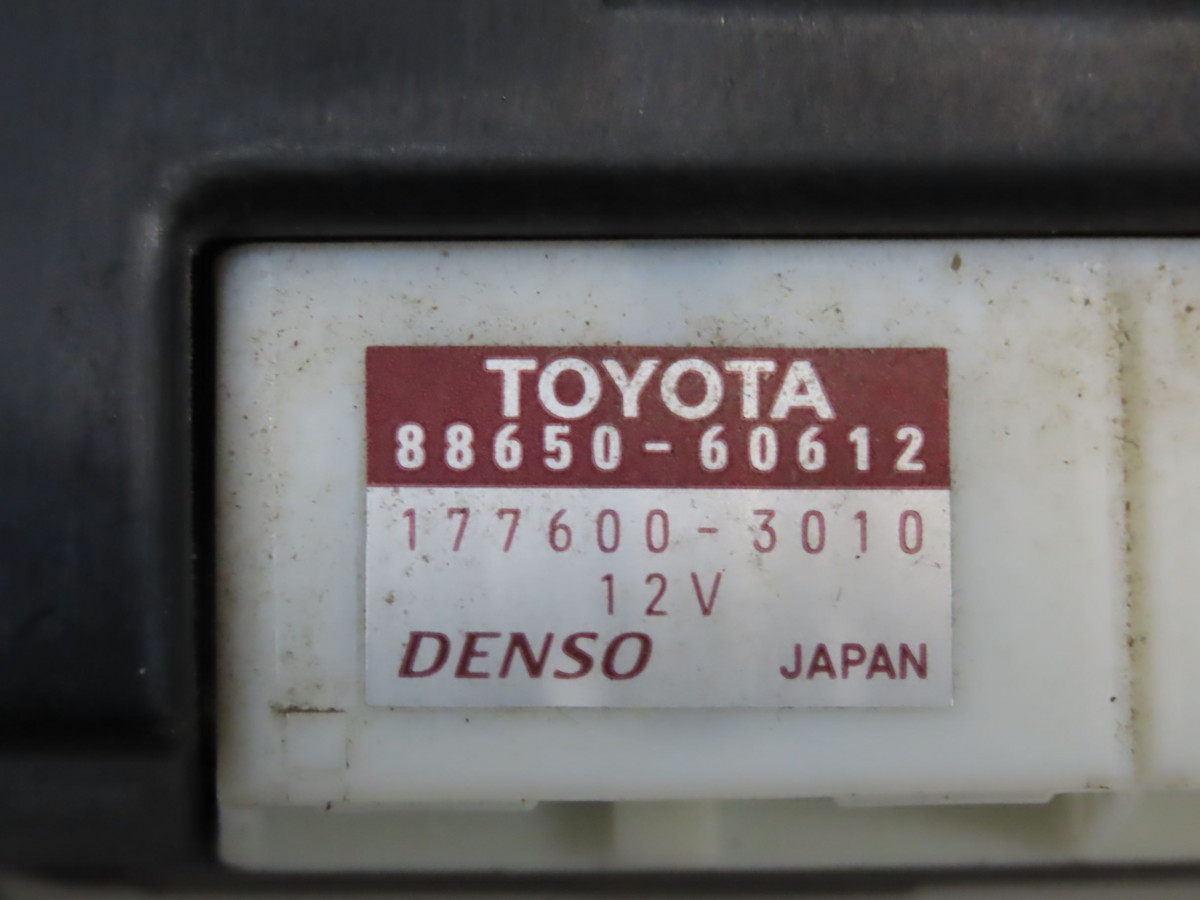 TOYOTA
88650-60612
177600-3010
12V
DENSO JAPAN